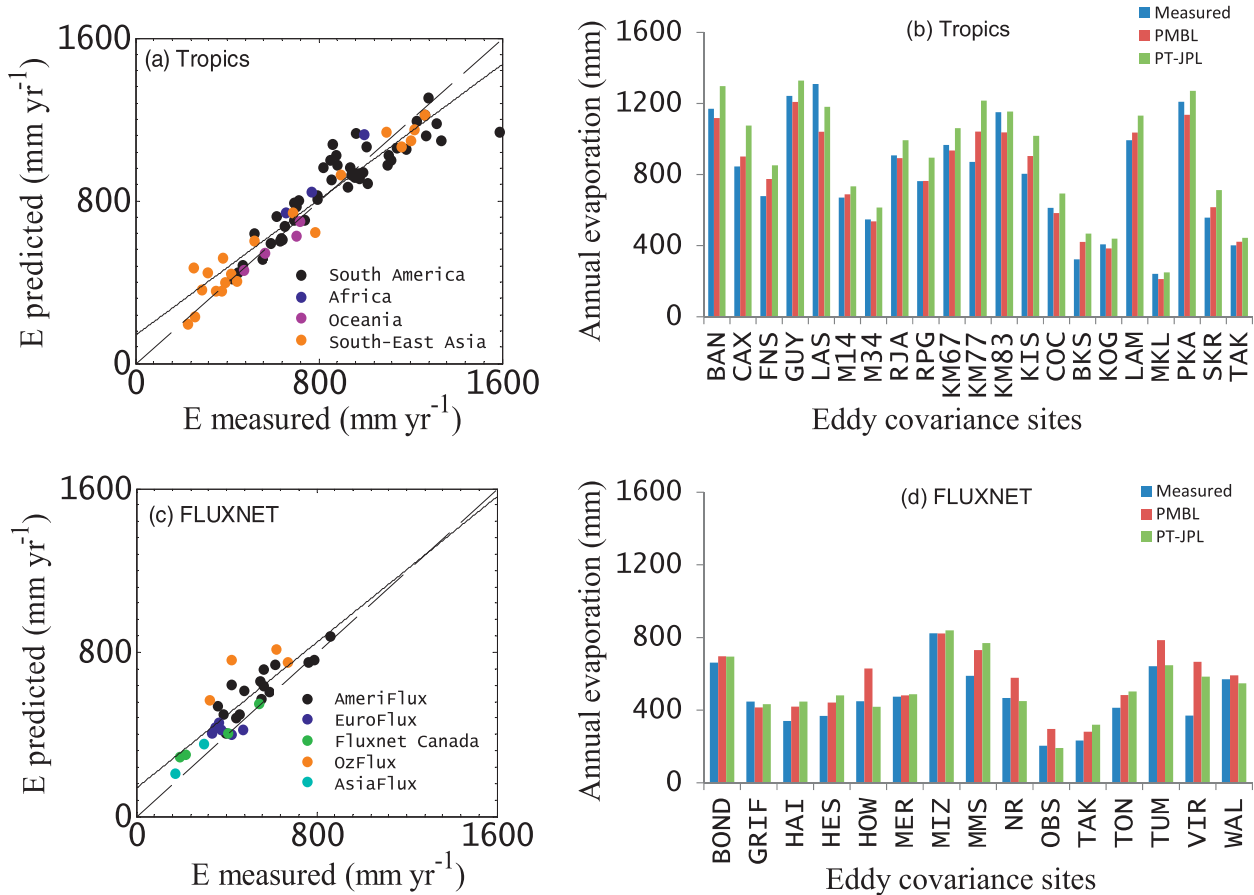 (a) Tropics
E predicted (mm yr-1)
1600
800
0
South America
Africa
Oceania
South-East Asia
0 800 1600
E measured (mm yr-1)
(b) Tropics
Measured
PMBL
PT-JPL
Annual evaporation (mm)
1600
1200
800
400
0
BAN CAX FNS GUY LAS M14 M34 RJA RPG KM67 KM77 KM83 KIS COC BKS KOG LAM MKL PKA SKR TAK
Eddy covariance sites
(c) FLUXNET
E predicted (mm yr-1)
1600
800
0
AmeriFlux
EuroFlux
Fluxnet Canada
OzFlux
AsiaFlux
0 800 1600
E measured (mm yr-1)
(d) FLUXNET
Measured
PMBL
PT-JPL
Annual evaporation (mm)
1600
1200
800
400
0
BOND GRIF HAI HES HOW MER MIZ MMS NR OBS TAK TON TUM VIR WAL
Eddy covariance sites